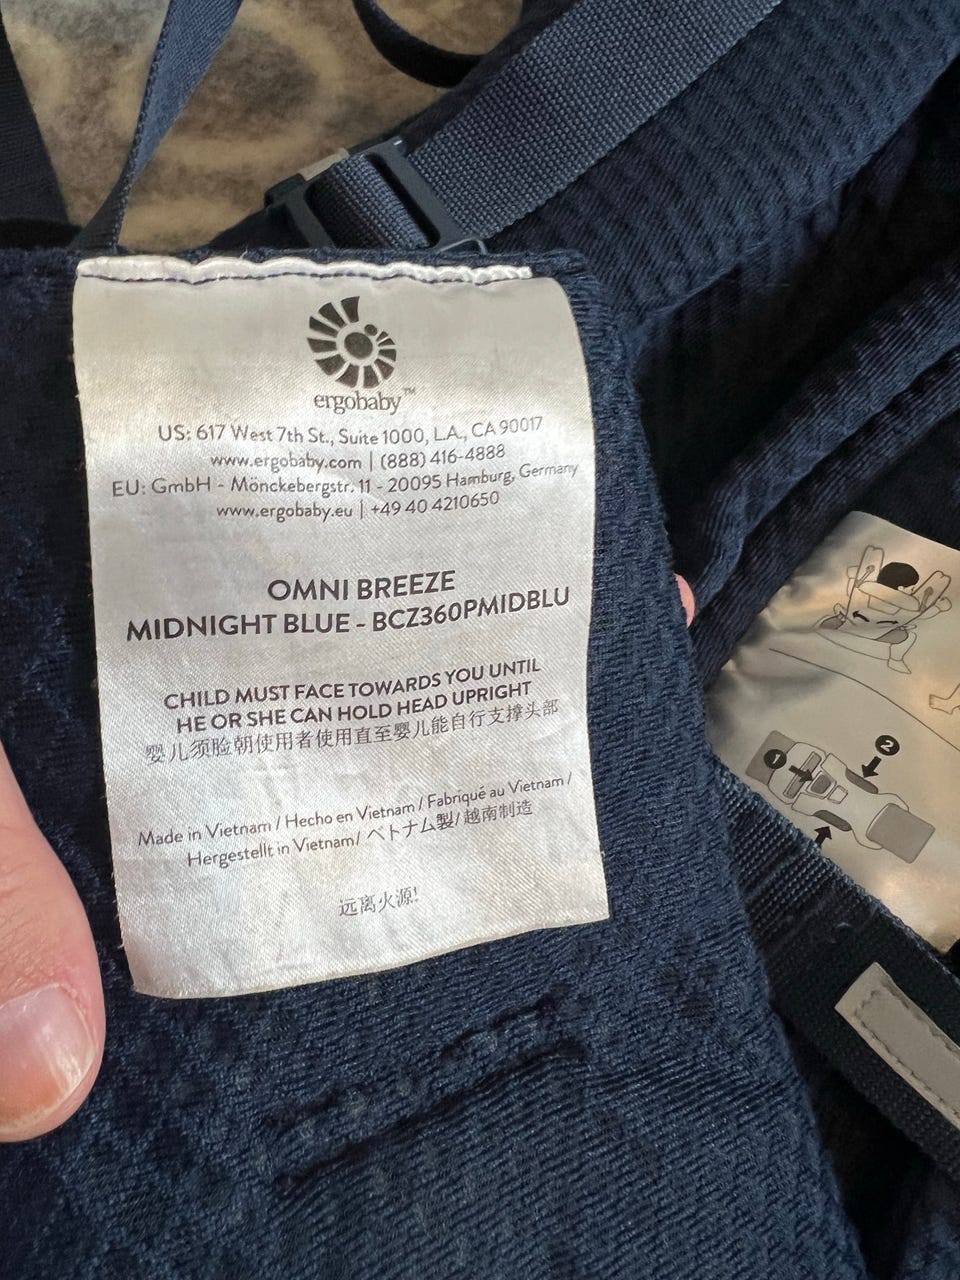 ergobaby™
US: 617 West 7th St., Suite 1000, L.A., CA 90017
www.ergobaby.com | (888) 416-4888
EU: GmbH - Mönckebergstr. 11 - 20095 Hamburg, Germany
www.ergobaby.eu | +49 40 4210650
OMNI BREEZE
MIDNIGHT BLUE - BCZ360PMIDBLU
CHILD MUST FACE TOWARDS YOU UNTIL
HE OR SHE CAN HOLD HEAD UPRIGHT
婴儿须脸朝使用者使用直至婴儿能自行支撑头部
Made in Vietnam / Hecho en Vietnam / Fabriqué au Vietnam /
Hergestellt in Vietnam/ ベトナム製/ 越南制造
远离火源!
1
2